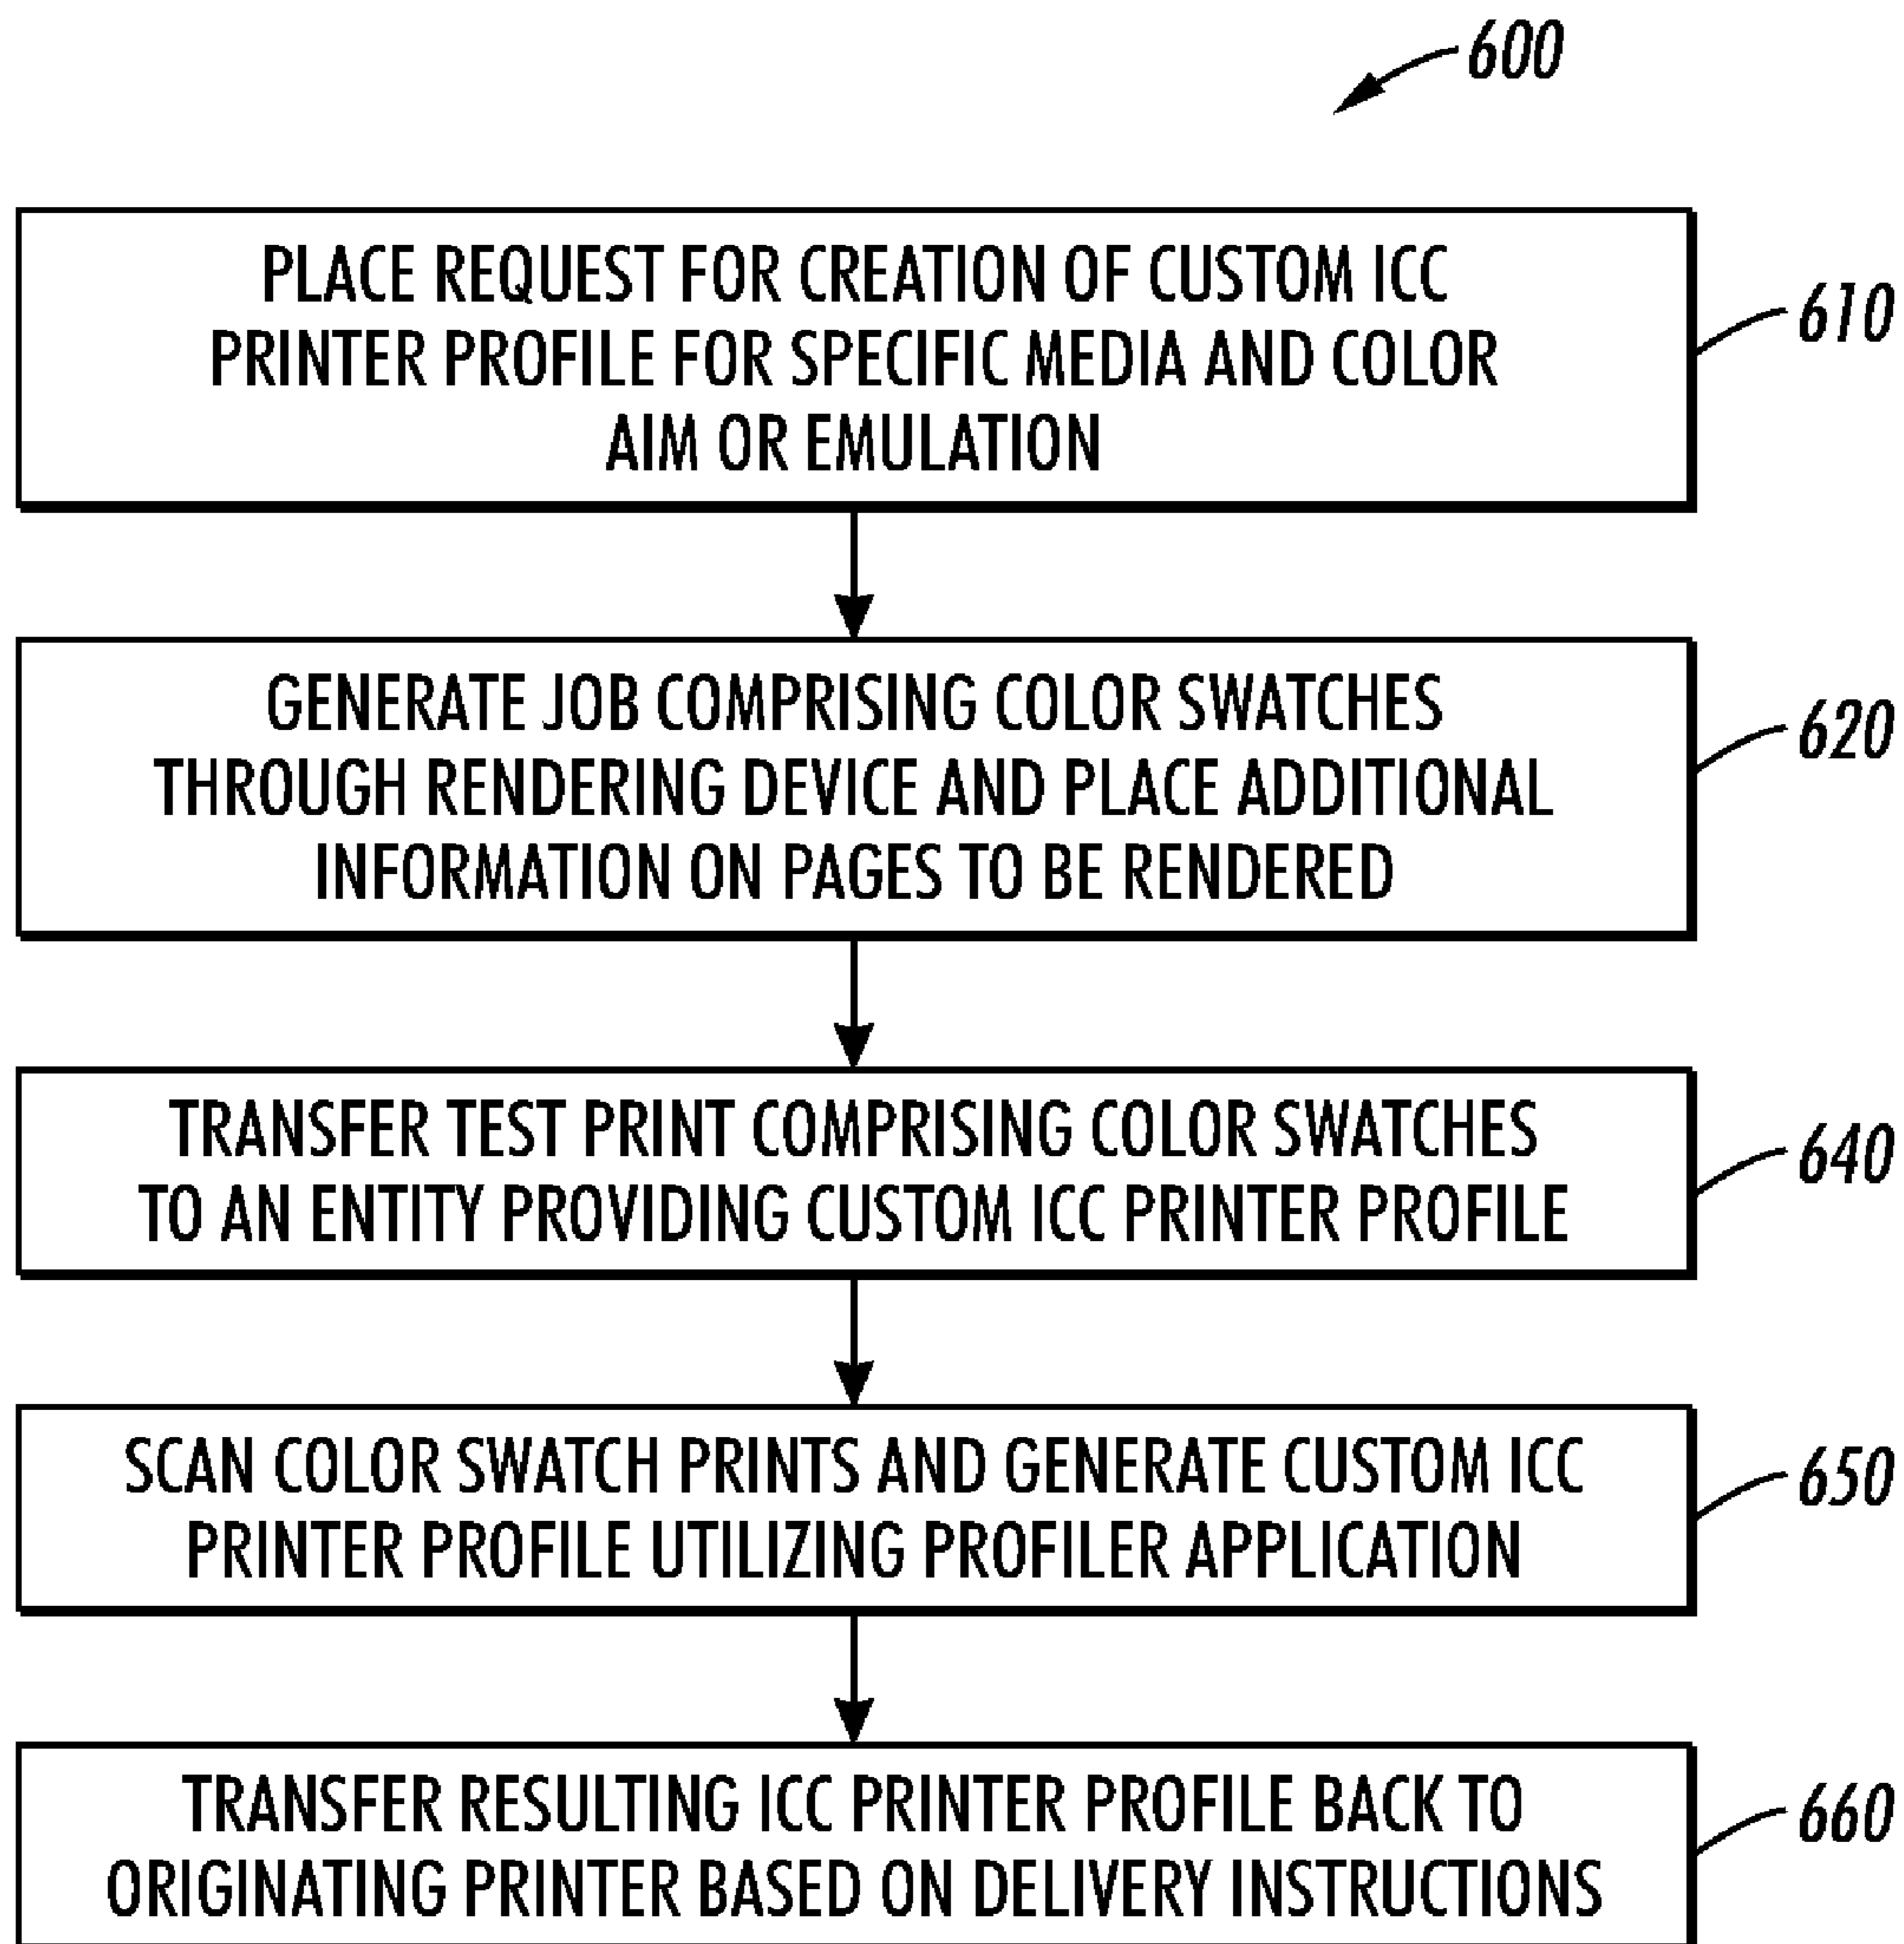 600
PLACE REQUEST FOR CREATION OF CUSTOM ICC
PRINTER PROFILE FOR SPECIFIC MEDIA AND COLOR
AIM OR EMULATION
610
GENERATE JOB COMPRISING COLOR SWATCHES
THROUGH RENDERING DEVICE AND PLACE ADDITIONAL
INFORMATION ON PAGES TO BE RENDERED
620
TRANSFER TEST PRINT COMPRISING COLOR SWATCHES
TO AN ENTITY PROVIDING CUSTOM ICC PRINTER PROFILE
640
SCAN COLOR SWATCH PRINTS AND GENERATE CUSTOM ICC
PRINTER PROFILE UTILIZING PROFILER APPLICATION
650
TRANSFER RESULTING ICC PRINTER PROFILE BACK TO
ORIGINATING PRINTER BASED ON DELIVERY INSTRUCTIONS
660